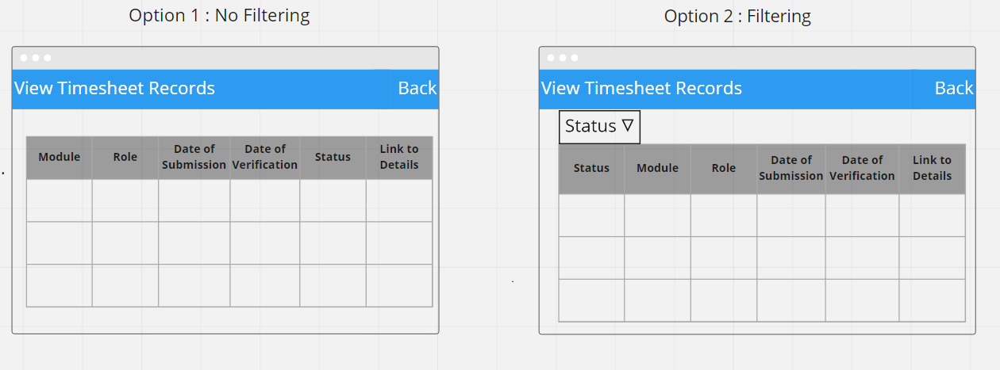 Option 1 : No Filtering
View Timesheet Records Back
Module Role Date of Submission Date of Verification Status Link to Details
Option 2 : Filtering
View Timesheet Records Back
Status ▽
Status Module Role Date of Submission Date of Verification Link to Details